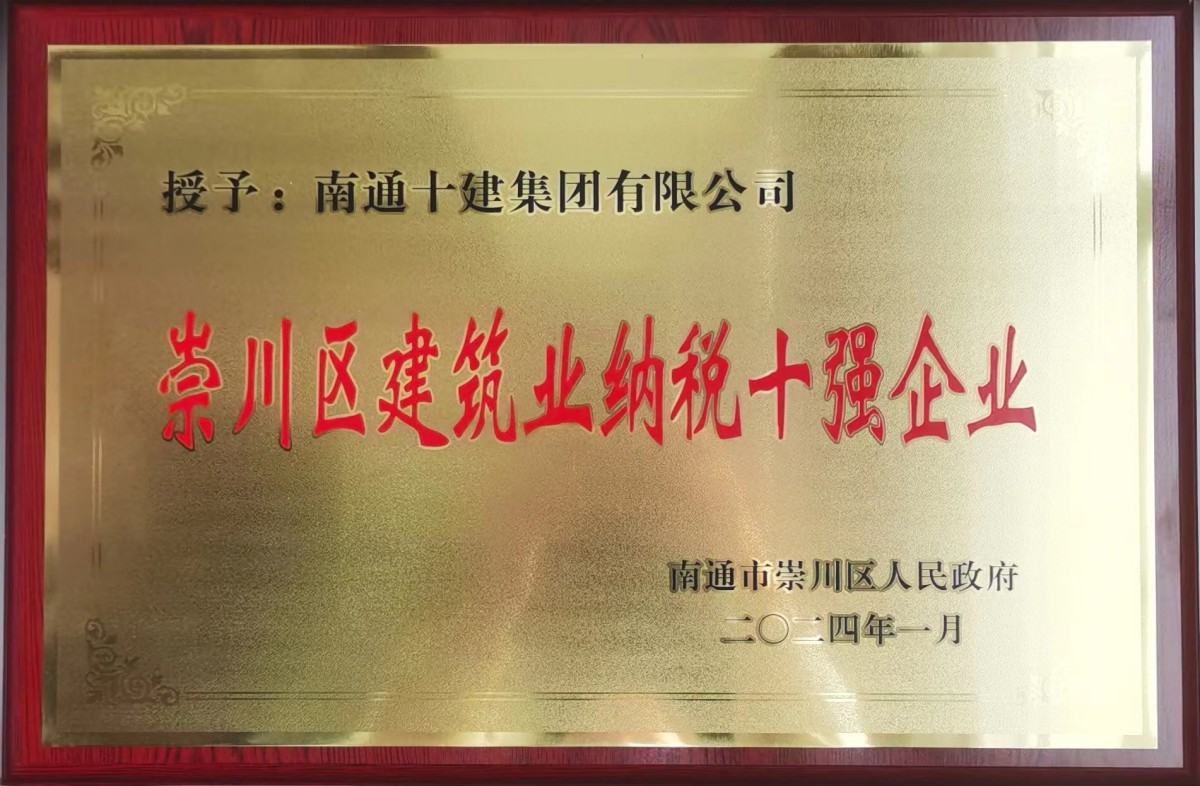 授予：南通十建集团有限公司
崇川区建筑业纳税十强企业
南通市崇川区人民政府
二〇二四年一月